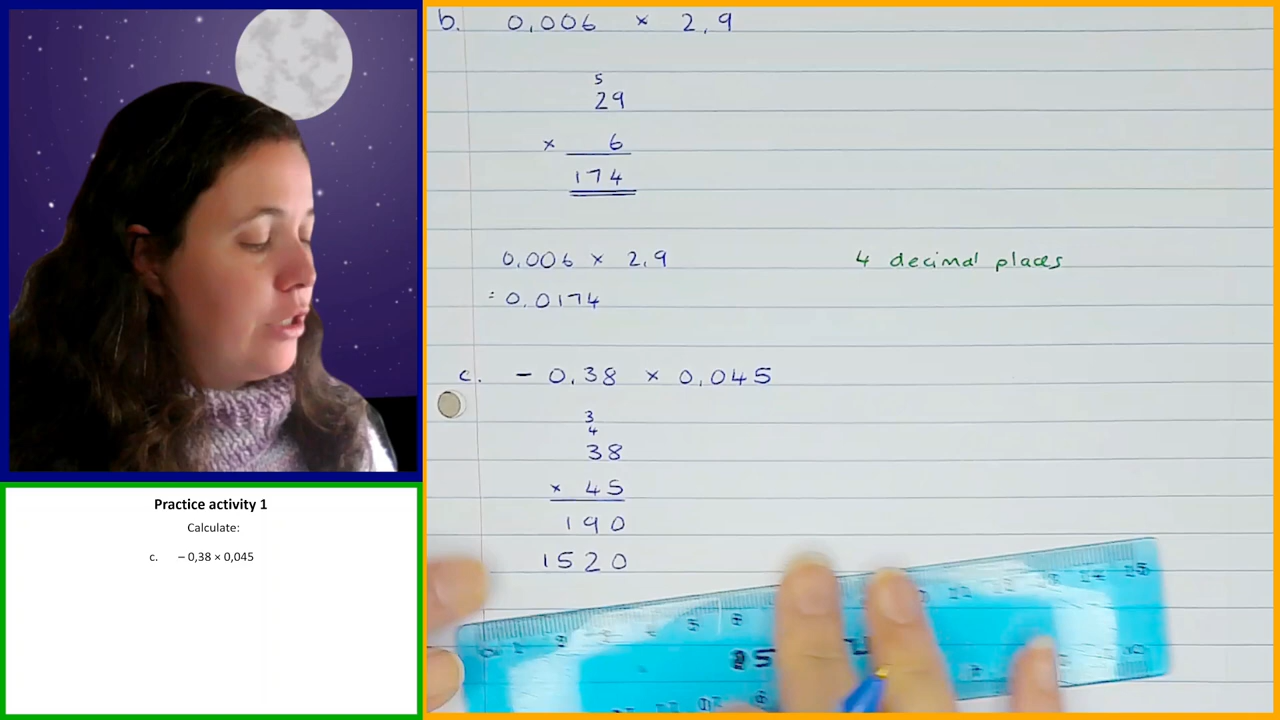 b. 0,006 × 2,9
5
29
× 6
174
0,006 × 2,9 4 decimal places
= 0,0174
c. - 0,38 × 0,045
3
4
38
× 45
190
1520
Practice activity 1
Calculate:
c. – 0,38 × 0,045